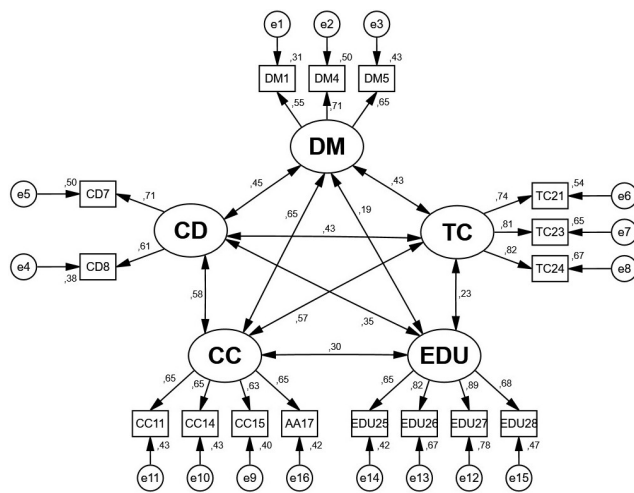 e1 e2 e3
,31 ,50 ,43
DM1 DM4 DM5
,55 ,71 ,65
DM
,50 ,54
e5 CD7 ,71 ,45 ,43 ,74 TC21 e6
,65 ,19
CD ,43 TC ,81 TC23 ,65 e7
e4 CD8 ,61 ,82 TC24 ,67 e8
,38
,58 ,57 ,35 ,23
CC ,30 EDU
,65 ,65 ,63 ,65 ,65 ,82 ,89 ,68
CC11 CC14 CC15 AA17 EDU25 EDU26 EDU27 EDU28
,43 ,43 ,40 ,42 ,42 ,67 ,78 ,47
e11 e10 e9 e16 e14 e13 e12 e15